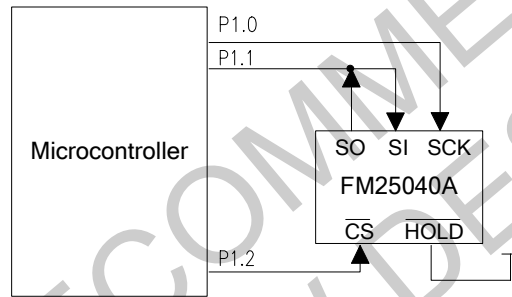 P1.0
P1.1
Microcontroller
SO SI SCK
FM25040A
CS HOLD
P1.2